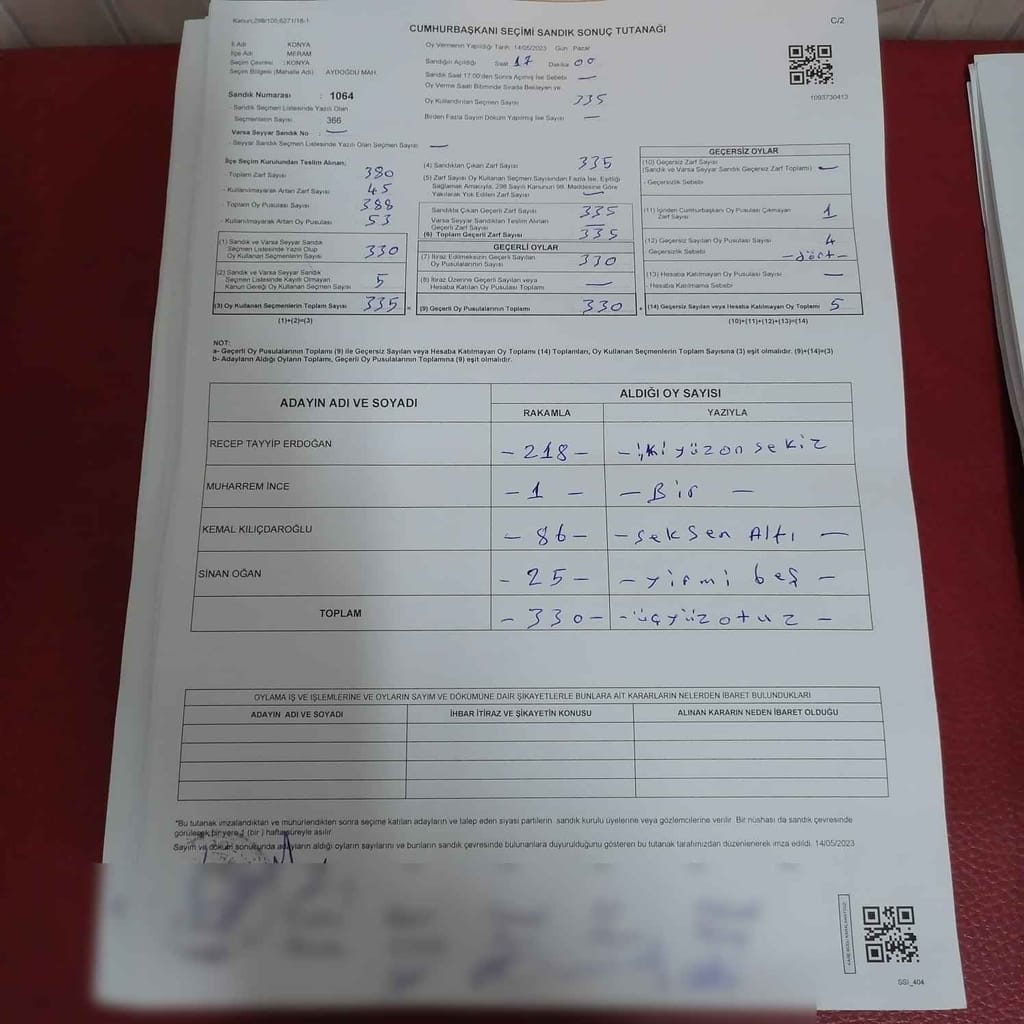 Kanun:298/105;6271/18-1
C/2
CUMHURBAŞKANI SEÇİMİ SANDIK SONUÇ TUTANAĞI
İl Adı : KONYA
İlçe Adı : MERAM
Seçim Çevresi : KONYA
Seçim Bölgesi (Mahalle Adı) : AYDOĞDU MAH.
Oy Vermenin Yapıldığı Tarih: 14/05/2023 Gün: Pazar
Sandığın Açıldığı Saat 17 Dakika 00
Sandık Saat 17:00'den Sonra Açılmış İse Sebebi —
Oy Verme Saati Bitiminde Sırada Bekleyen ve
Oy Kullandırılan Seçmen Sayısı 335
Birden Fazla Sayım Döküm Yapılmış İse Sayısı —
1093730413
Sandık Numarası : 1064
- Sandık Seçmen Listesinde Yazılı Olan
Seçmenlerin Sayısı : 366
Varsa Seyyar Sandık No : —
- Seyyar Sandık Seçmen Listesinde Yazılı Olan Seçmen Sayısı : —
İlçe Seçim Kurulundan Teslim Alınan;
- Toplam Zarf Sayısı 380
- Kullanılmayarak Artan Zarf Sayısı 45
- Toplam Oy Pusulası Sayısı 388
- Kullanılmayarak Artan Oy Pusulası 53
(1) Sandık ve Varsa Seyyar Sandık
Seçmen Listesinde Yazılı Olup
Oy Kullanan Seçmenlerin Sayısı 330
(2) Sandık ve Varsa Seyyar Sandık
Seçmen Listesinde Kayıtlı Olmayan
Kanun Gereği Oy Kullanan Seçmen Sayısı 5
(3) Oy Kullanan Seçmenlerin Toplam Sayısı 335 =
(1)+(2)=(3)
(4) Sandıktan Çıkan Zarf Sayısı 335
(5) Zarf Sayısı Oy Kullanan Seçmen Sayısından Fazla İse, Eşitliği
Sağlamak Amacıyla, 298 Sayılı Kanunun 98. Maddesine Göre
Yakılarak Yok Edilen Zarf Sayısı —
Sandıkta Çıkan Geçerli Zarf Sayısı 335
Varsa Seyyar Sandıktan Teslim Alınan
Geçerli Zarf Sayısı —
(6) Toplam Geçerli Zarf Sayısı 335
GEÇERLİ OYLAR
(7) İtiraz Edilmeksizin Geçerli Sayılan
Oy Pusulalarının Sayısı 330
(8) İtiraz Üzerine Geçerli Sayılan veya
Hesaba Katılan Oy Pusulası Toplamı —
(9) Geçerli Oy Pusulalarının Toplamı 330 +
GEÇERSİZ OYLAR
(10) Geçersiz Zarf Sayısı
(Sandık ve Varsa Seyyar Sandık Geçersiz Zarf Toplamı) —
- Geçersizlik Sebebi
(11) İçinden Cumhurbaşkanı Oy Pusulası Çıkmayan
Zarf Sayısı 1
(12) Geçersiz Sayılan Oy Pusulası Sayısı 4
Geçersizlik Sebebi —dört—
(13) Hesaba Katılmayan Oy Pusulası Sayısı —
- Hesaba Katılmama Sebebi
(14) Geçersiz Sayılan veya Hesaba Katılmayan Oy Toplamı 5
(10)+(11)+(12)+(13)=(14)
NOT:
a- Geçerli Oy Pusulalarının Toplamı (9) ile Geçersiz Sayılan veya Hesaba Katılmayan Oy Toplamı (14) Toplamları, Oy Kullanan Seçmenlerin Toplam Sayısına (3) eşit olmalıdır. (9)+(14)=(3)
b- Adayların Aldığı Oyların Toplamı, Geçerli Oy Pusulalarının Toplamına (9) eşit olmalıdır.
ADAYIN ADI VE SOYADI ALDIĞI OY SAYISI
RAKAMLA YAZIYLA
RECEP TAYYİP ERDOĞAN — 218 — — ikiyüzon sekiz
MUHARREM İNCE — 1 — — Bir —
KEMAL KILIÇDAROĞLU — 86 — — seksen Altı —
SİNAN OĞAN — 25 — — yirmi beş —
TOPLAM — 330 — — üçyüz otuz —
OYLAMA İŞ VE İŞLEMLERİNE VE OYLARIN SAYIM VE DÖKÜMÜNE DAİR ŞİKAYETLERLE BUNLARA AİT KARARLARIN NELERDEN İBARET BULUNDUKLARI
ADAYIN ADI VE SOYADI İHBAR İTİRAZ VE ŞİKAYETİN KONUSU ALINAN KARARIN NEDEN İBARET OLDUĞU
*Bu tutanak imzalandıktan ve mühürlendikten sonra seçime katılan adayların ve talep eden siyasi partilerin sandık kurulu üyelerine veya gözlemcilerine verilir. Bir nüshası da sandık çevresinde
görülecek bir yere 1 (bir) hafta süreyle asılır.
Sayım ve döküm sonucunda adayların aldığı oyların sayılarını ve bunların sandık çevresinde bulunanlara duyurulduğunu gösteren bu tutanak tarafımızdan düzenlenerek imza edildi. 14/05/2023
SSİ_404